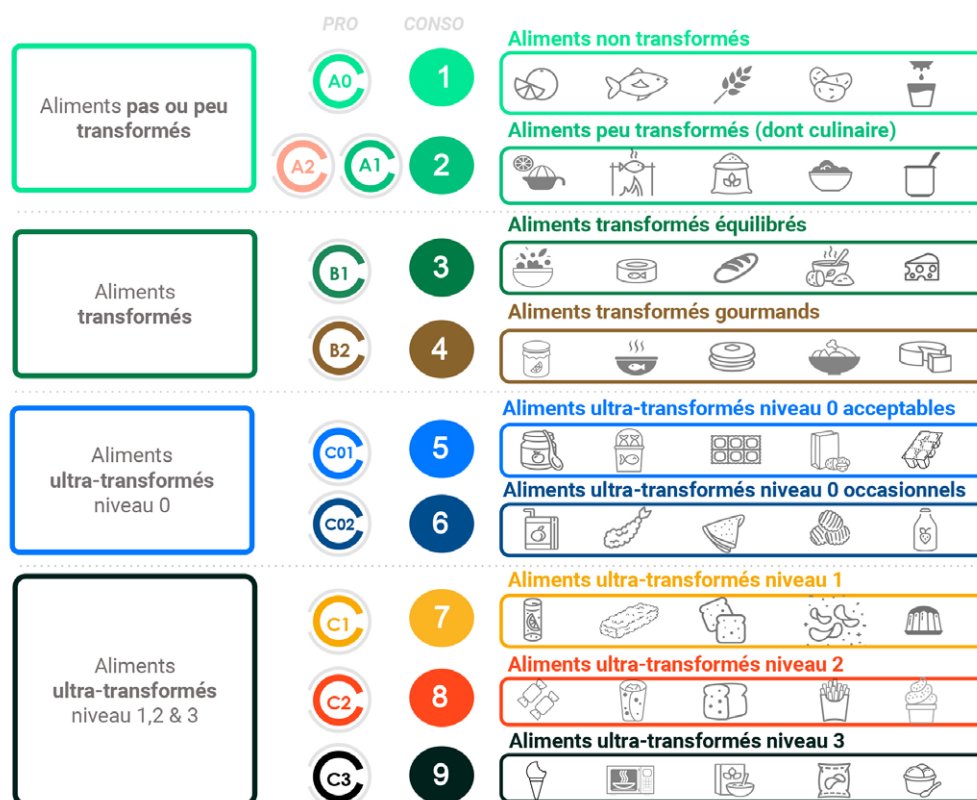 PRO CONSO
Aliments pas ou peu
transformés
A0
1
Aliments non transformés
A2
A1
2
Aliments peu transformés (dont culinaire)
Aliments
transformés
B1
3
Aliments transformés équilibrés
B2
4
Aliments transformés gourmands
Aliments
ultra-transformés
niveau 0
C01
5
Aliments ultra-transformés niveau 0 acceptables
C02
6
Aliments ultra-transformés niveau 0 occasionnels
Aliments
ultra-transformés
niveau 1,2 & 3
C1
7
Aliments ultra-transformés niveau 1
C2
8
Aliments ultra-transformés niveau 2
C3
9
Aliments ultra-transformés niveau 3